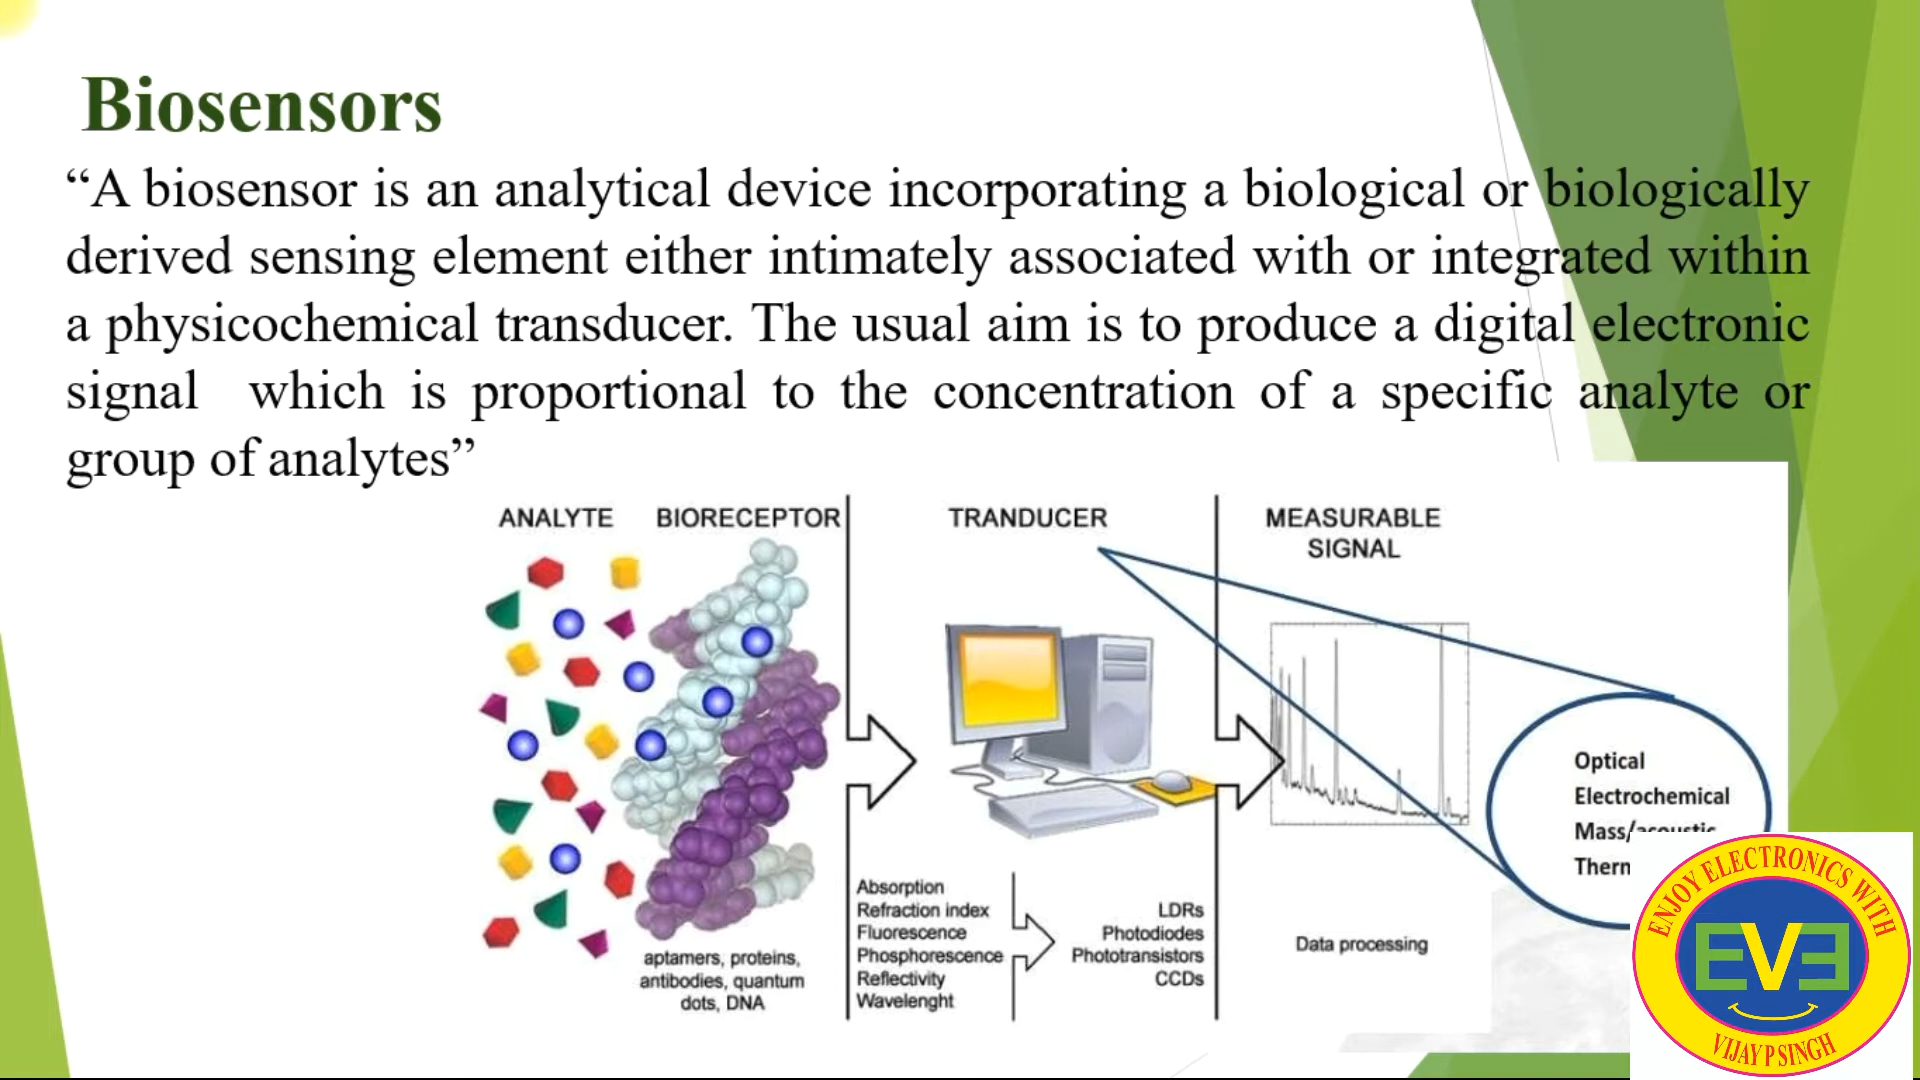 Biosensors
“A biosensor is an analytical device incorporating a biological or biologically
derived sensing element either intimately associated with or integrated within
a physicochemical transducer. The usual aim is to produce a digital electronic
signal which is proportional to the concentration of a specific analyte or
group of analytes”
ANALYTE
BIORECEPTOR
TRANDUCER
MEASURABLE
SIGNAL
aptamers, proteins,
antibodies, quantum
dots, DNA
Absorption
Refraction index
Fluorescence
Phosphorescence
Reflectivity
Wavelenght
LDRs
Photodiodes
Phototransistors
CCDs
Data processing
Optical
Electrochemical
Mass/acoustic
ENJOY ELECTRONICS WITH
EVE
VIJAY P SINGH